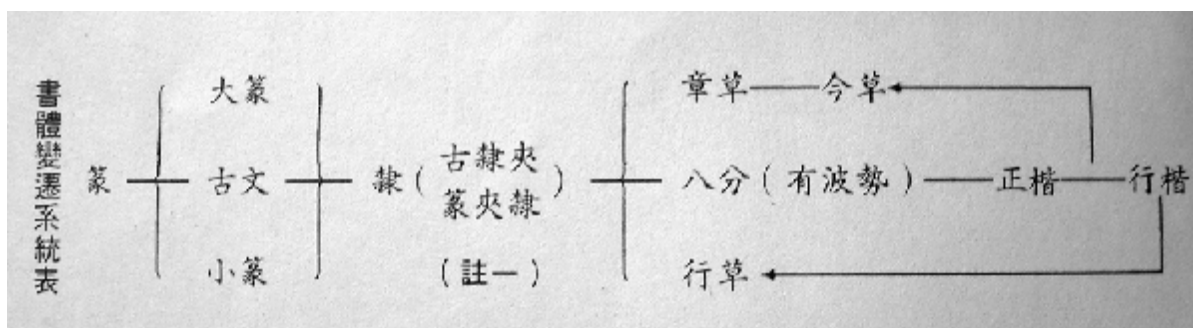 書體變遷系統表
篆
大篆
古文
小篆
隸（古隸夾篆夾隸）
（註一）
章草
今草
八分（有波勢）
正楷
行楷
行草